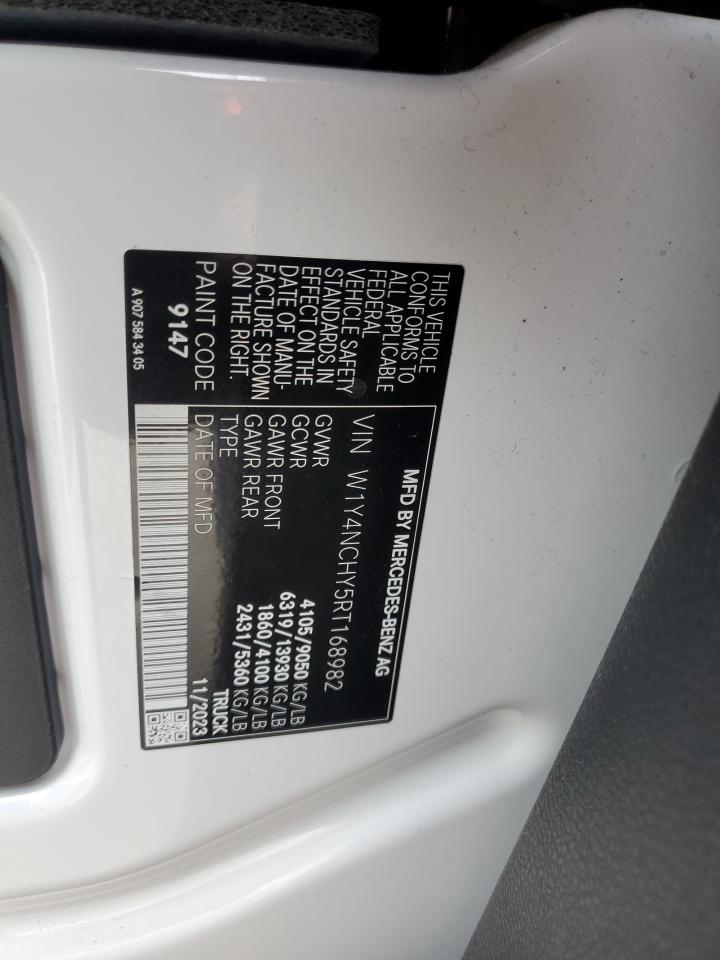 MFD BY MERCEDES-BENZ AG
VIN W1Y4NCHY5RT168982
GVWR 4105/9050 KG/LB
GCWR 6319/13930 KG/LB
GAWR FRONT 1860/4100 KG/LB
GAWR REAR 2431/5360 KG/LB
TYPE TRUCK
DATE OF MFD 11/2023
THIS VEHICLE
CONFORMS TO
ALL APPLICABLE
FEDERAL
VEHICLE SAFETY
STANDARDS IN
EFFECT ON THE
DATE OF MANU-
FACTURE SHOWN
ON THE RIGHT.
PAINT CODE
9147
A 907 584 34 05